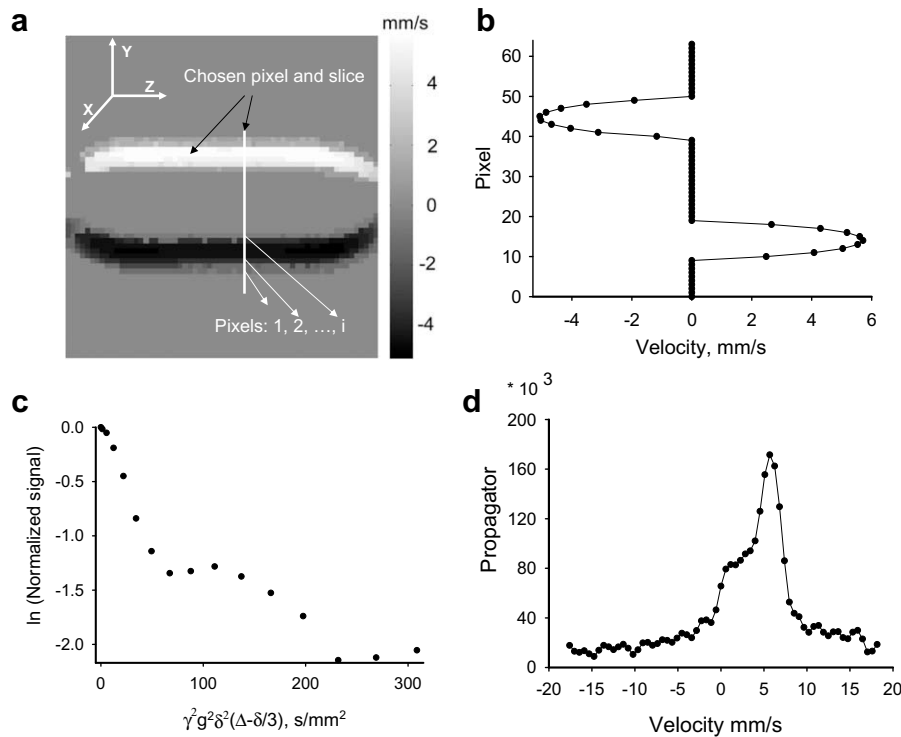 a
mm/s
Y
Z
X
Chosen pixel and slice
4
2
0
-2
-4
Pixels: 1, 2, …, i
b
60
50
40
30
20
10
0
Pixel
-4 -2 0 2 4 6
Velocity, mm/s
c
0.0
-0.5
-1.0
-1.5
-2.0
ln (Normalized signal)
0 100 200 300
γ²g²δ²(Δ-δ/3), s/mm²
d
* 10 ³
200
160
120
80
40
0
Propagator
-20 -15 -10 -5 0 5 10 15 20
Velocity mm/s